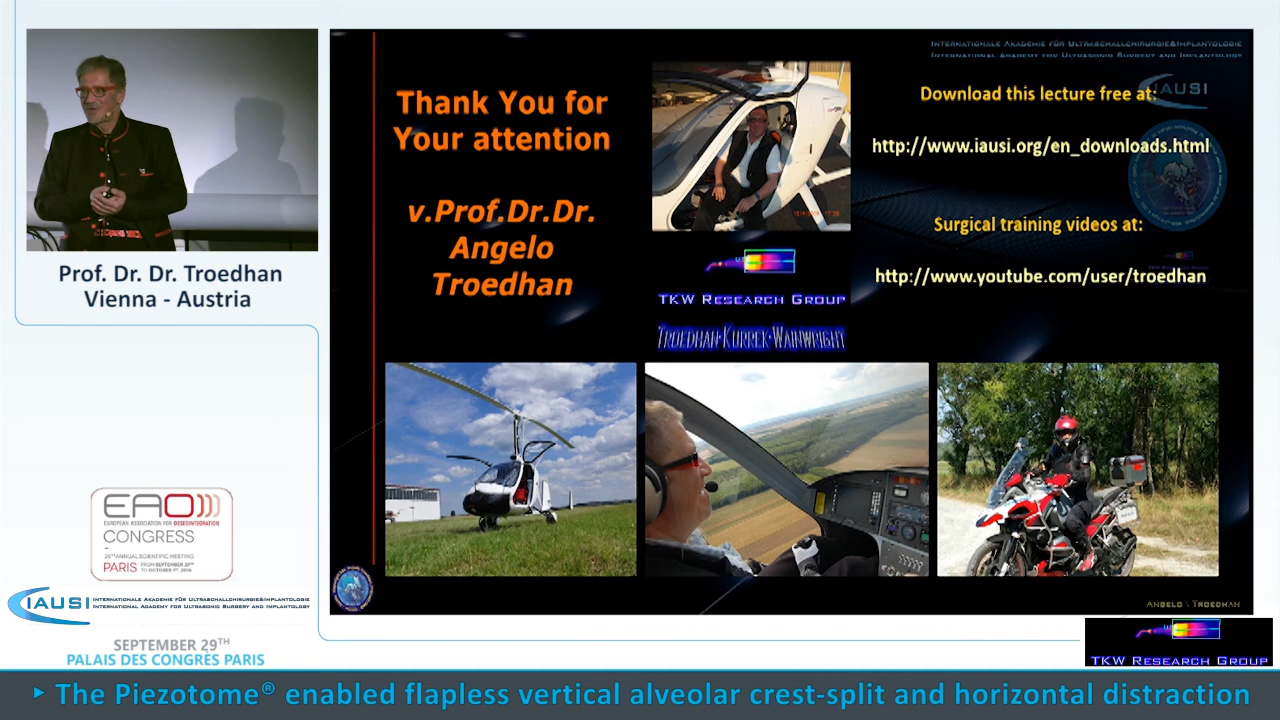 Prof. Dr. Dr. Troedhan
Vienna - Austria
EAO
EUROPEAN ASSOCIATION FOR OSSEOINTEGRATION
CONGRESS
PARIS
IAUSI
Internationale Akademie für Ultraschallchirurgie&Implantologie
International Academy for Ultrasonic Surgery and Implantology
SEPTEMBER 29TH
PALAIS DES CONGRÈS PARIS
Thank You for
Your attention
v.Prof.Dr.Dr.
Angelo
Troedhan
TKW Research Group
Troedhan·Kurrek·Wainwright
Internationale Akademie für Ultraschallchirurgie&Implantologie
International Academy for Ultrasonic Surgery and Implantology
IAUSI
Download this lecture free at:
http://www.iausi.org/en_downloads.html
Surgical training videos at:
http://www.youtube.com/user/troedhan
Angelo \ Troedhan
TKW Research Group
The Piezotome® enabled flapless vertical alveolar crest-split and horizontal distraction